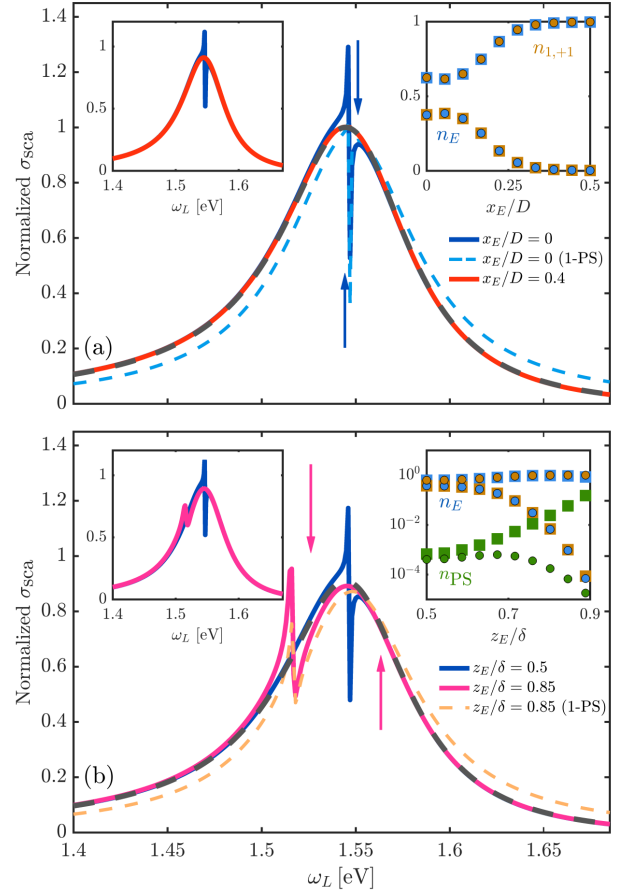 1.4
1.2
1
0.8
0.6
0.4
0.2
0
Normalized σsca
(a)
1
0.5
0
1.4 1.5 1.6
ωL [eV]
1
0.5
0
n1,+1
nE
0 0.25 0.5
xE/D
xE/D = 0
xE/D = 0 (1-PS)
xE/D = 0.4
1.4
1.2
1
0.8
0.6
0.4
0.2
0
Normalized σsca
(b)
1
0.5
0
1.4 1.5 1.6
ωL [eV]
10^0
10^-2
10^-4
nE
nPS
0.5 0.7 0.9
zE/δ
zE/δ = 0.5
zE/δ = 0.85
zE/δ = 0.85 (1-PS)
1.4 1.45 1.5 1.55 1.6 1.65
ωL [eV]